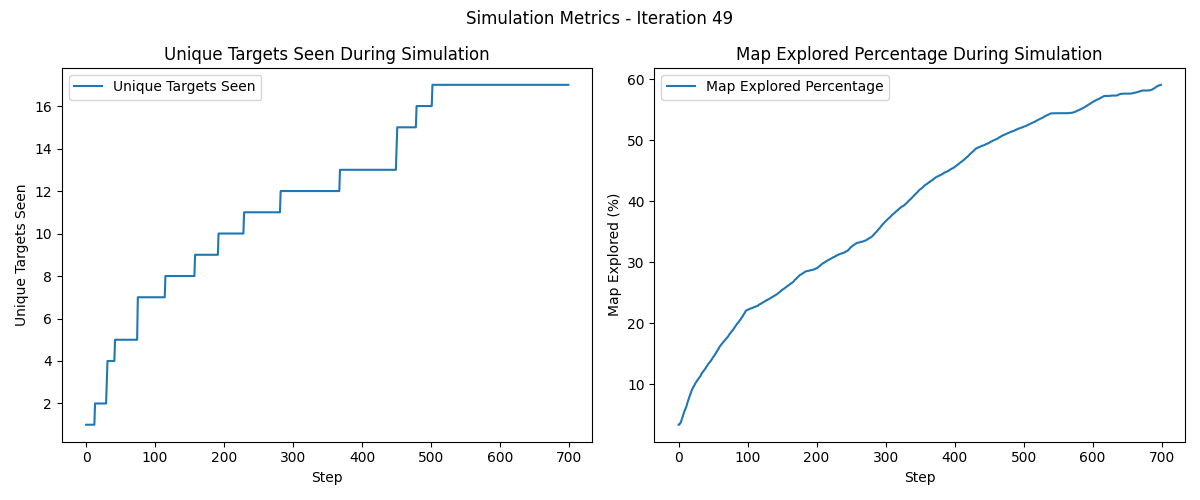 Simulation Metrics - Iteration 49
Unique Targets Seen During Simulation
Unique Targets Seen
16
14
12
10
8
6
4
2
Unique Targets Seen
0 100 200 300 400 500 600 700
Step
Map Explored Percentage During Simulation
Map Explored Percentage
60
50
40
30
20
10
Map Explored (%)
0 100 200 300 400 500 600 700
Step